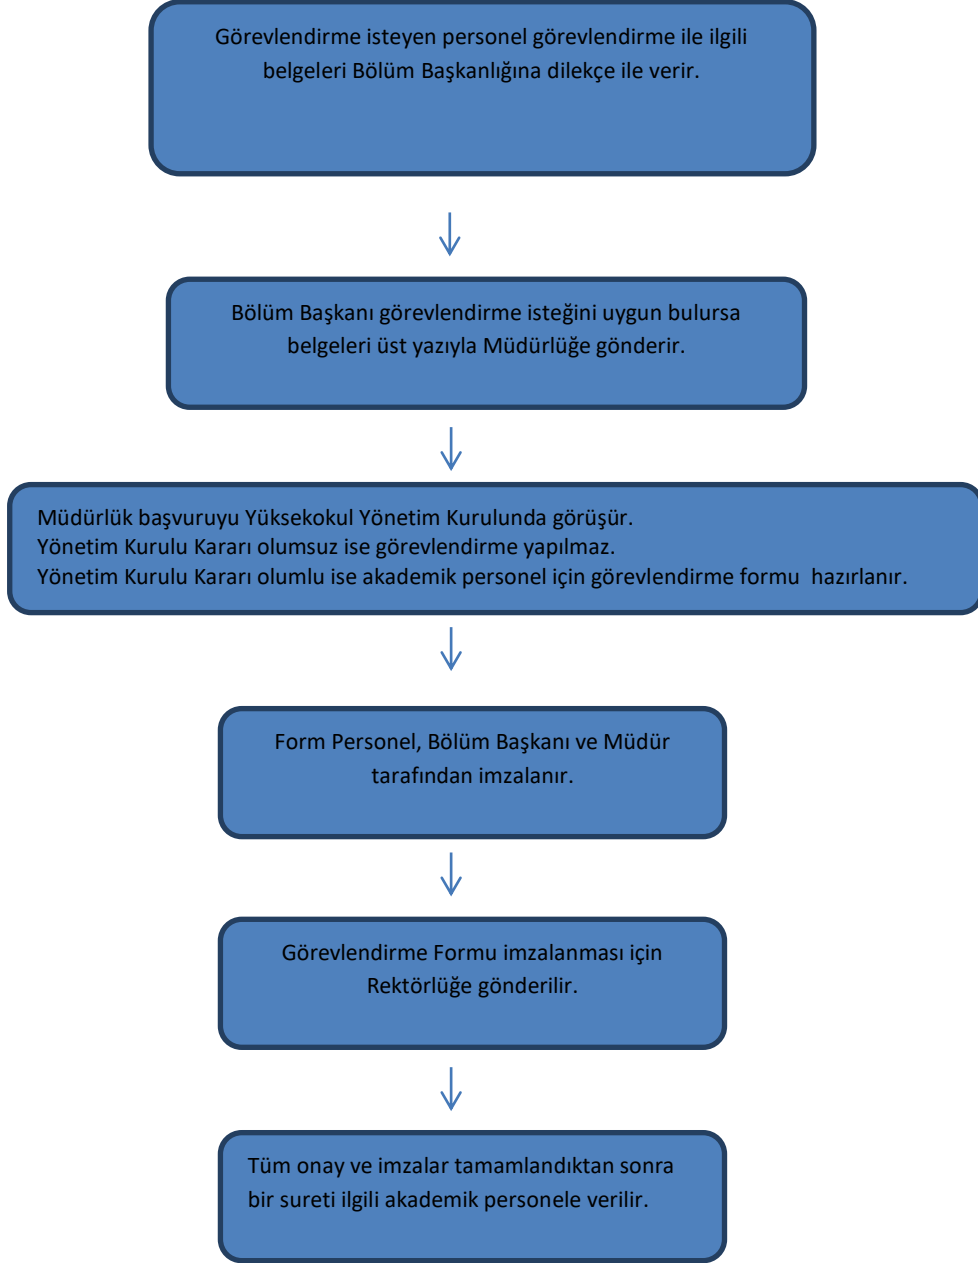 Görevlendirme isteyen personel görevlendirme ile ilgili
belgeleri Bölüm Başkanlığına dilekçe ile verir.
Bölüm Başkanı görevlendirme isteğini uygun bulursa
belgeleri üst yazıyla Müdürlüğe gönderir.
Müdürlük başvuruyu Yüksekokul Yönetim Kurulunda görüşür.
Yönetim Kurulu Kararı olumsuz ise görevlendirme yapılmaz.
Yönetim Kurulu Kararı olumlu ise akademik personel için görevlendirme formu  hazırlanır.
Form Personel, Bölüm Başkanı ve Müdür
tarafından imzalanır.
Görevlendirme Formu imzalanması için
Rektörlüğe gönderilir.
Tüm onay ve imzalar tamamlandıktan sonra
bir sureti ilgili akademik personele verilir.